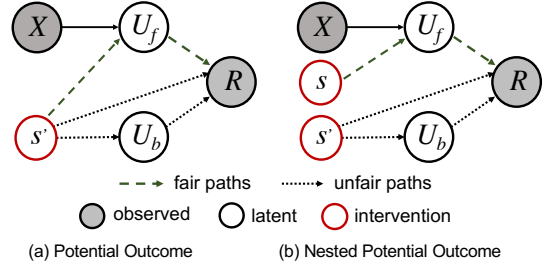 X U_f X U_f
R s R
s' U_b s' U_b
fair paths unfair paths
observed latent intervention
(a) Potential Outcome (b) Nested Potential Outcome